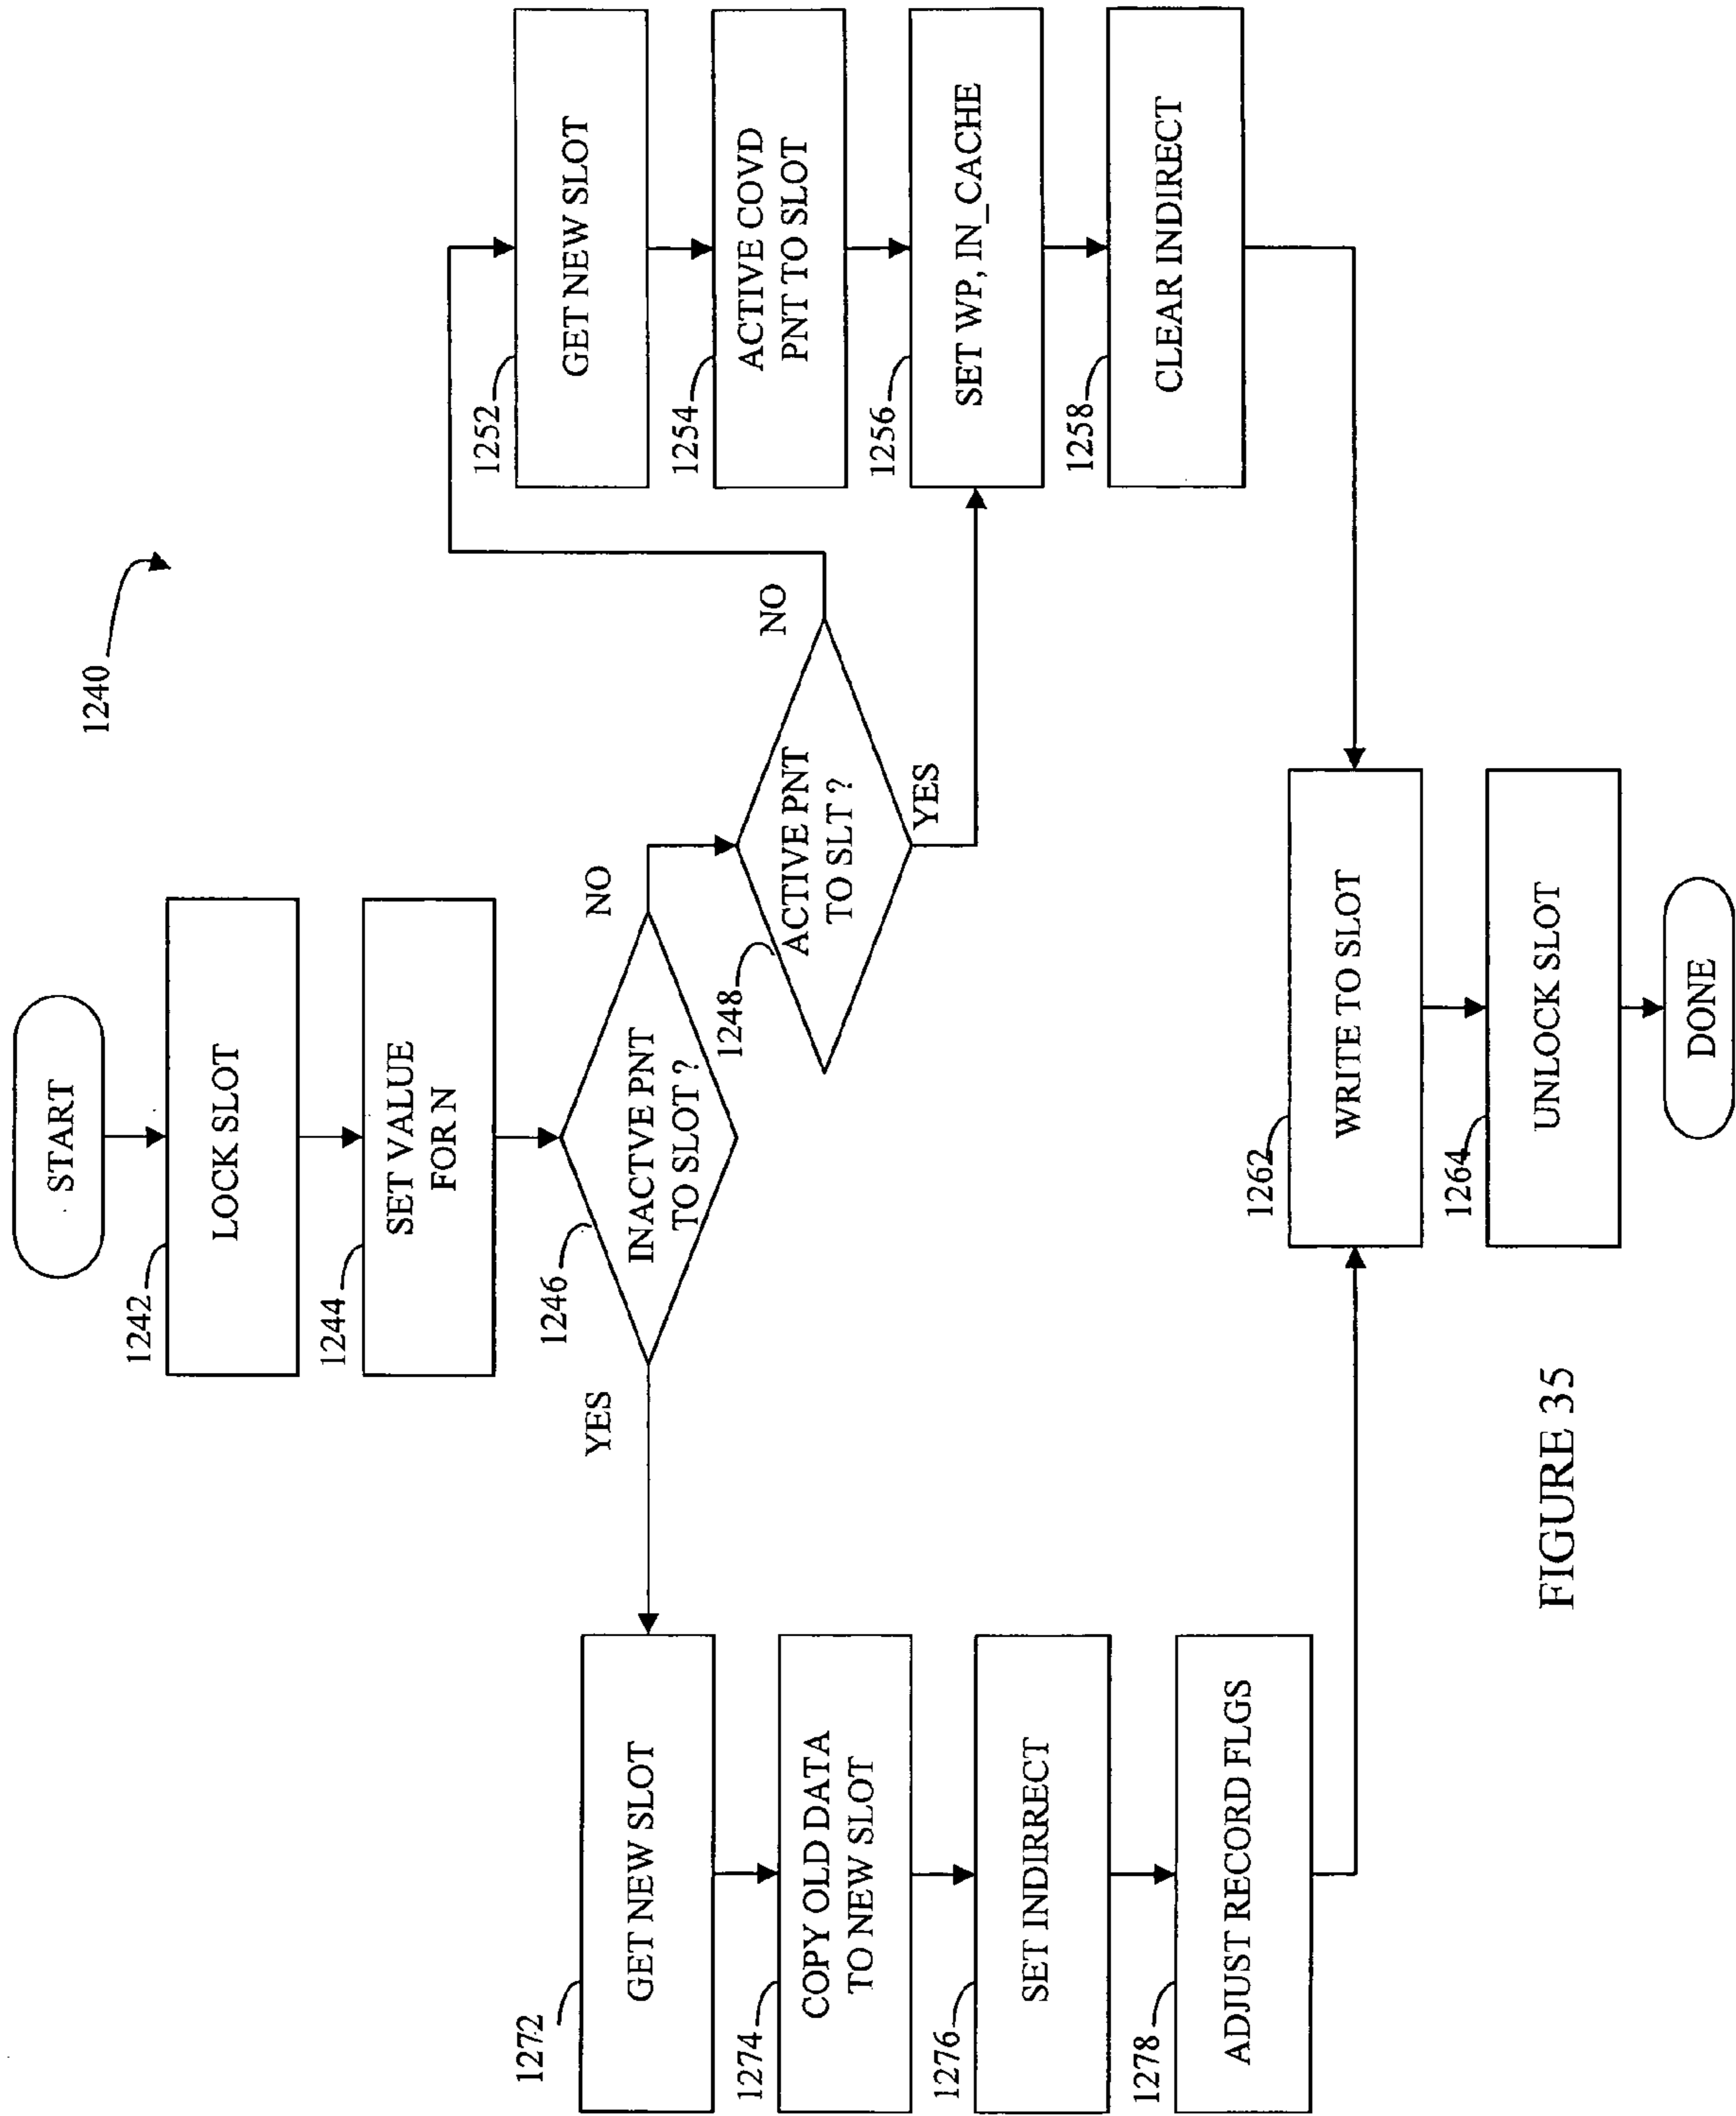 1240
START
1242
LOCK SLOT
1244
SET VALUE
FOR N
1246
INACTVE PNT
TO SLOT ?
YES
NO
1248
ACTIVE PNT
TO SLT ?
NO
YES
1252
GET NEW SLOT
1254
ACTIVE COVD
PNT TO SLOT
1256
SET WP, IN_CACHE
1258
CLEAR INDIRECT
1272
GET NEW SLOT
1274
COPY OLD DATA
TO NEW SLOT
1276
SET INDIRECT
1278
ADJUST RECORD FLGS
1262
WRITE TO SLOT
1264
UNLOCK SLOT
DONE
FIGURE 35